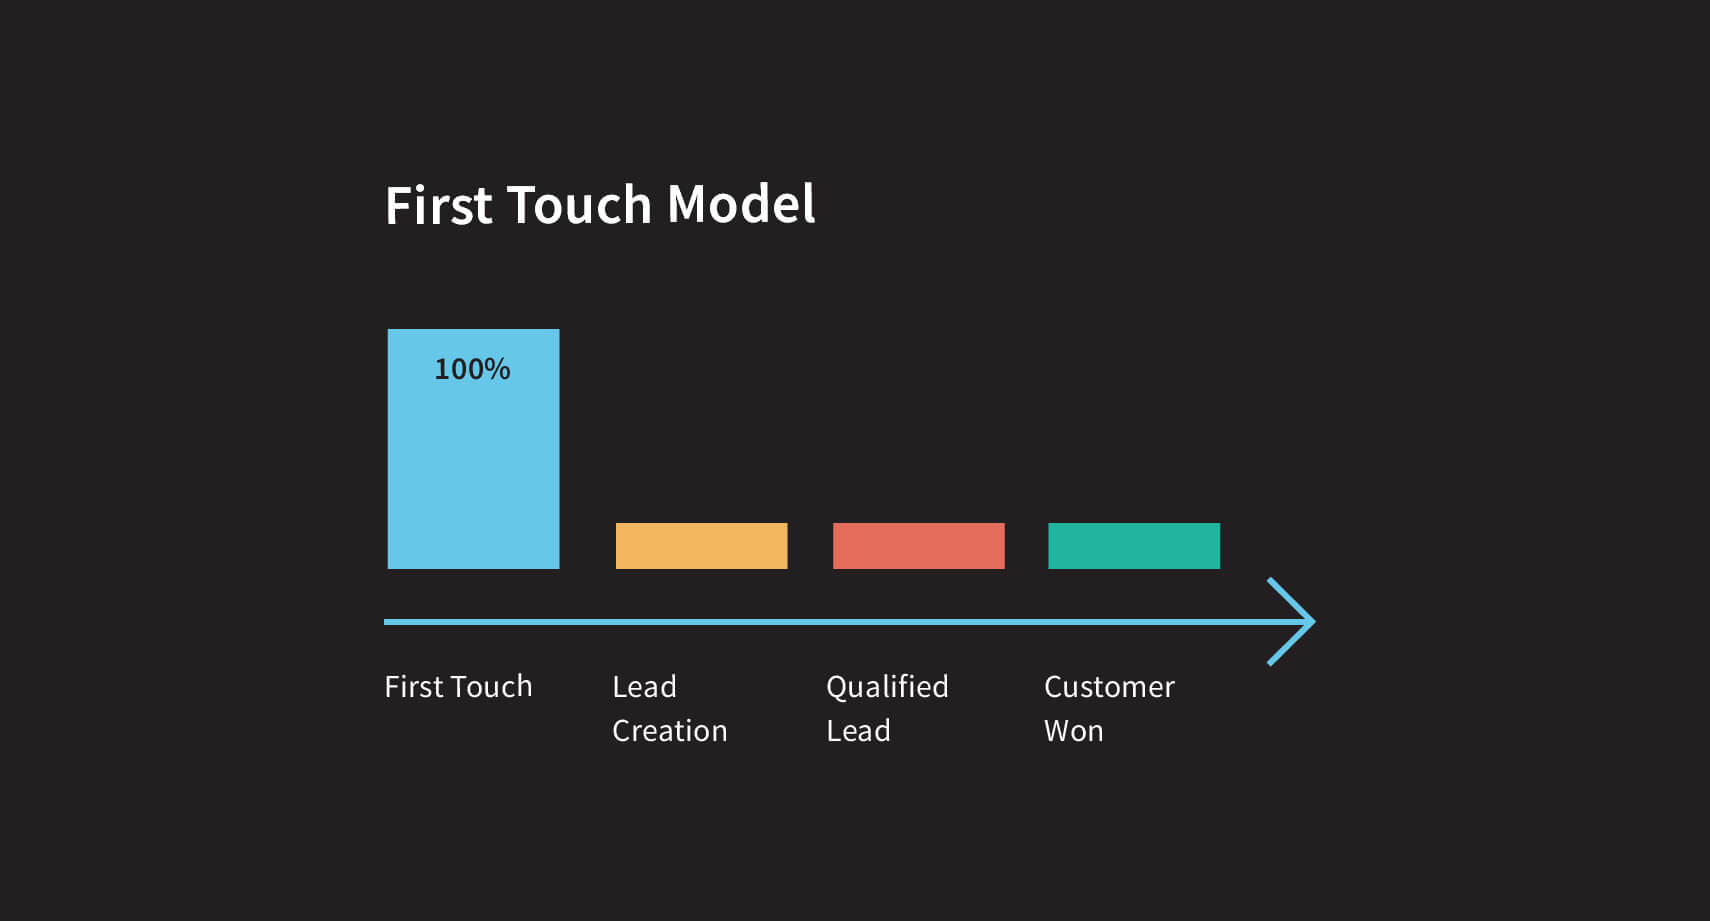 First Touch Model
100%
First Touch
Lead
Creation
Qualified
Lead
Customer
Won